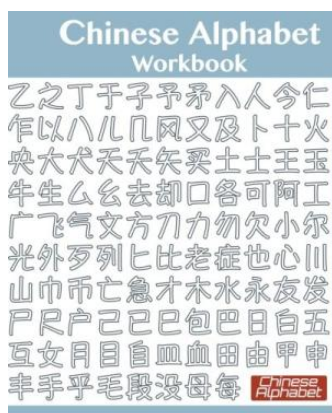 Chinese Alphabet
Workbook
乙之丁于子予矛入人今仁
乍以八儿几风又及卜十火
央大犬天夭矢买土士王玉
牛生么幺去却口各可阿工
广飞气文方刀力勿欠小尔
光外歹列匕比老症也心川
山巾币亡急才木水永友发
尸尺户己已巳包巴日白五
互女月目自皿血田由甲申
丰手乎毛段没母每
Chinese
Alphabet